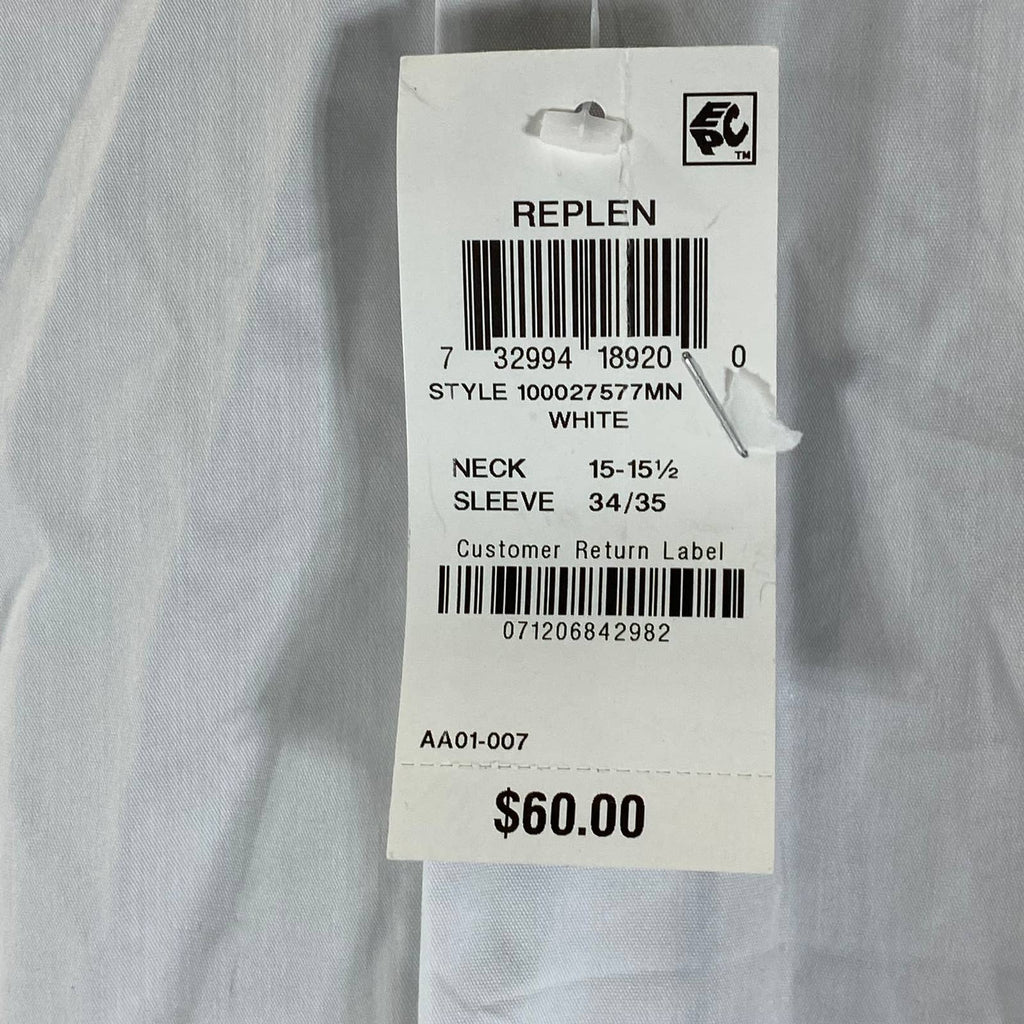 EPC
TM
REPLEN
7 32994 18920 0
STYLE 100027577MN
WHITE
NECK 15-15½
SLEEVE 34/35
Customer Return Label
071206842982
AA01-007
$60.00